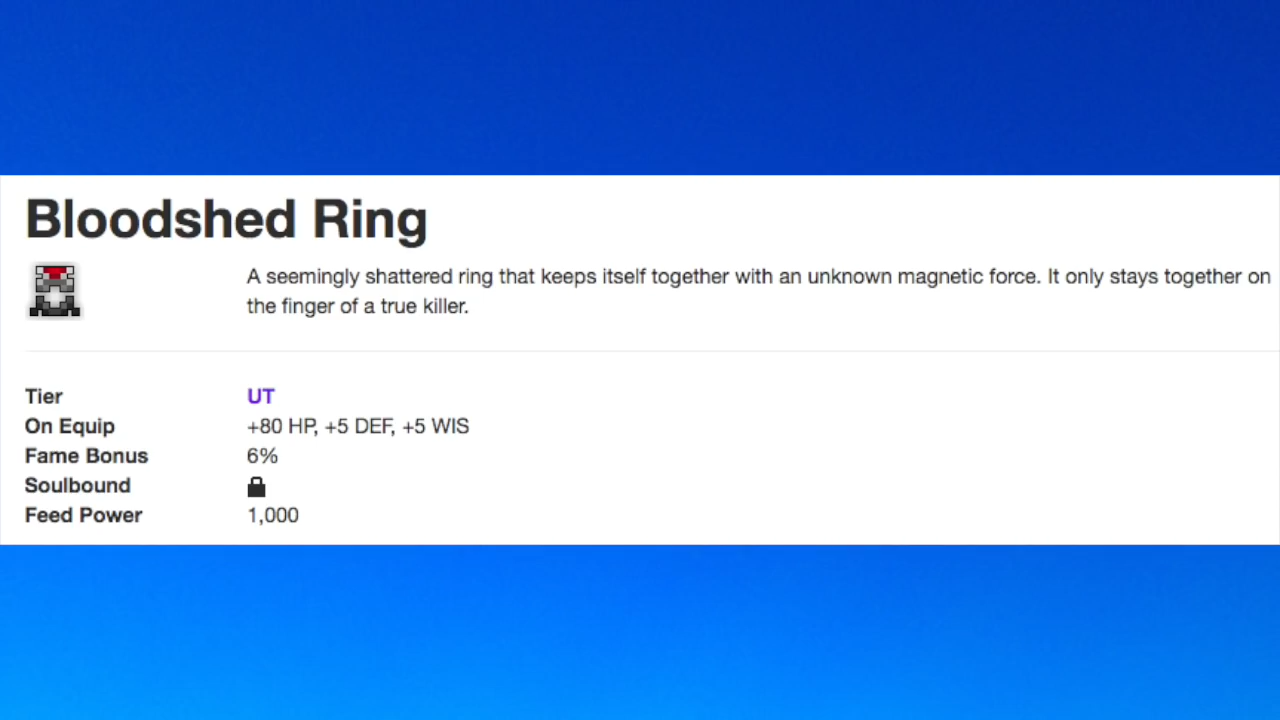 Bloodshed Ring
A seemingly shattered ring that keeps itself together with an unknown magnetic force. It only stays together on
the finger of a true killer.
Tier UT
On Equip +80 HP, +5 DEF, +5 WIS
Fame Bonus 6%
Soulbound
Feed Power 1,000